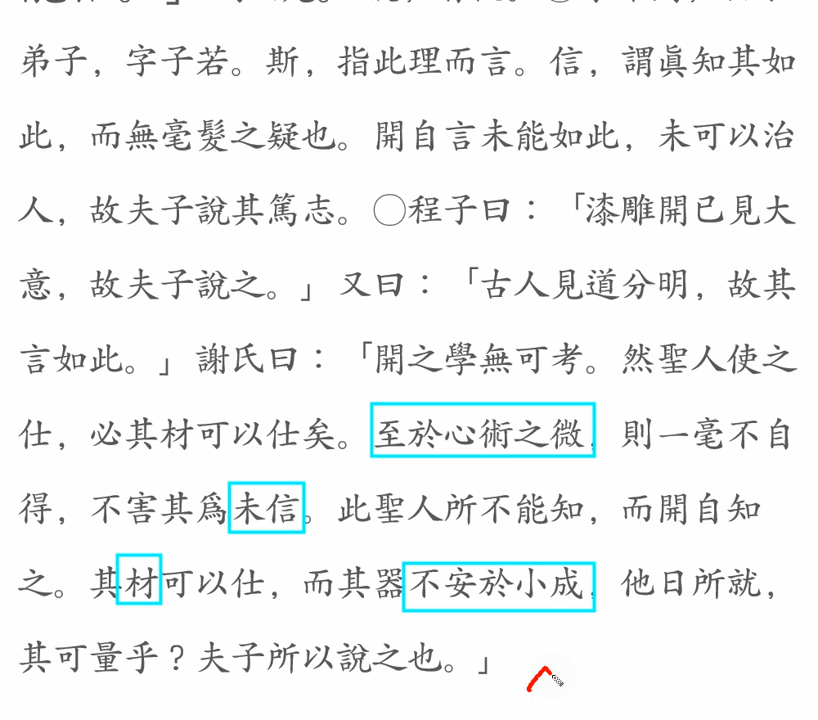 弟子，字子若。斯，指此理而言。信，謂眞知其如
此，而無毫髮之疑也。開自言未能如此，未可以治
人，故夫子說其篤志。◯程子曰：「漆雕開已見大
意，故夫子說之。」又曰：「古人見道分明，故其
言如此。」謝氏曰：「開之學無可考。然聖人使之
仕，必其材可以仕矣。至於心術之微，則一毫不自
得，不害其爲未信。此聖人所不能知，而開自知
之。其材可以仕，而其器不安於小成，他日所就，
其可量乎？夫子所以說之也。」